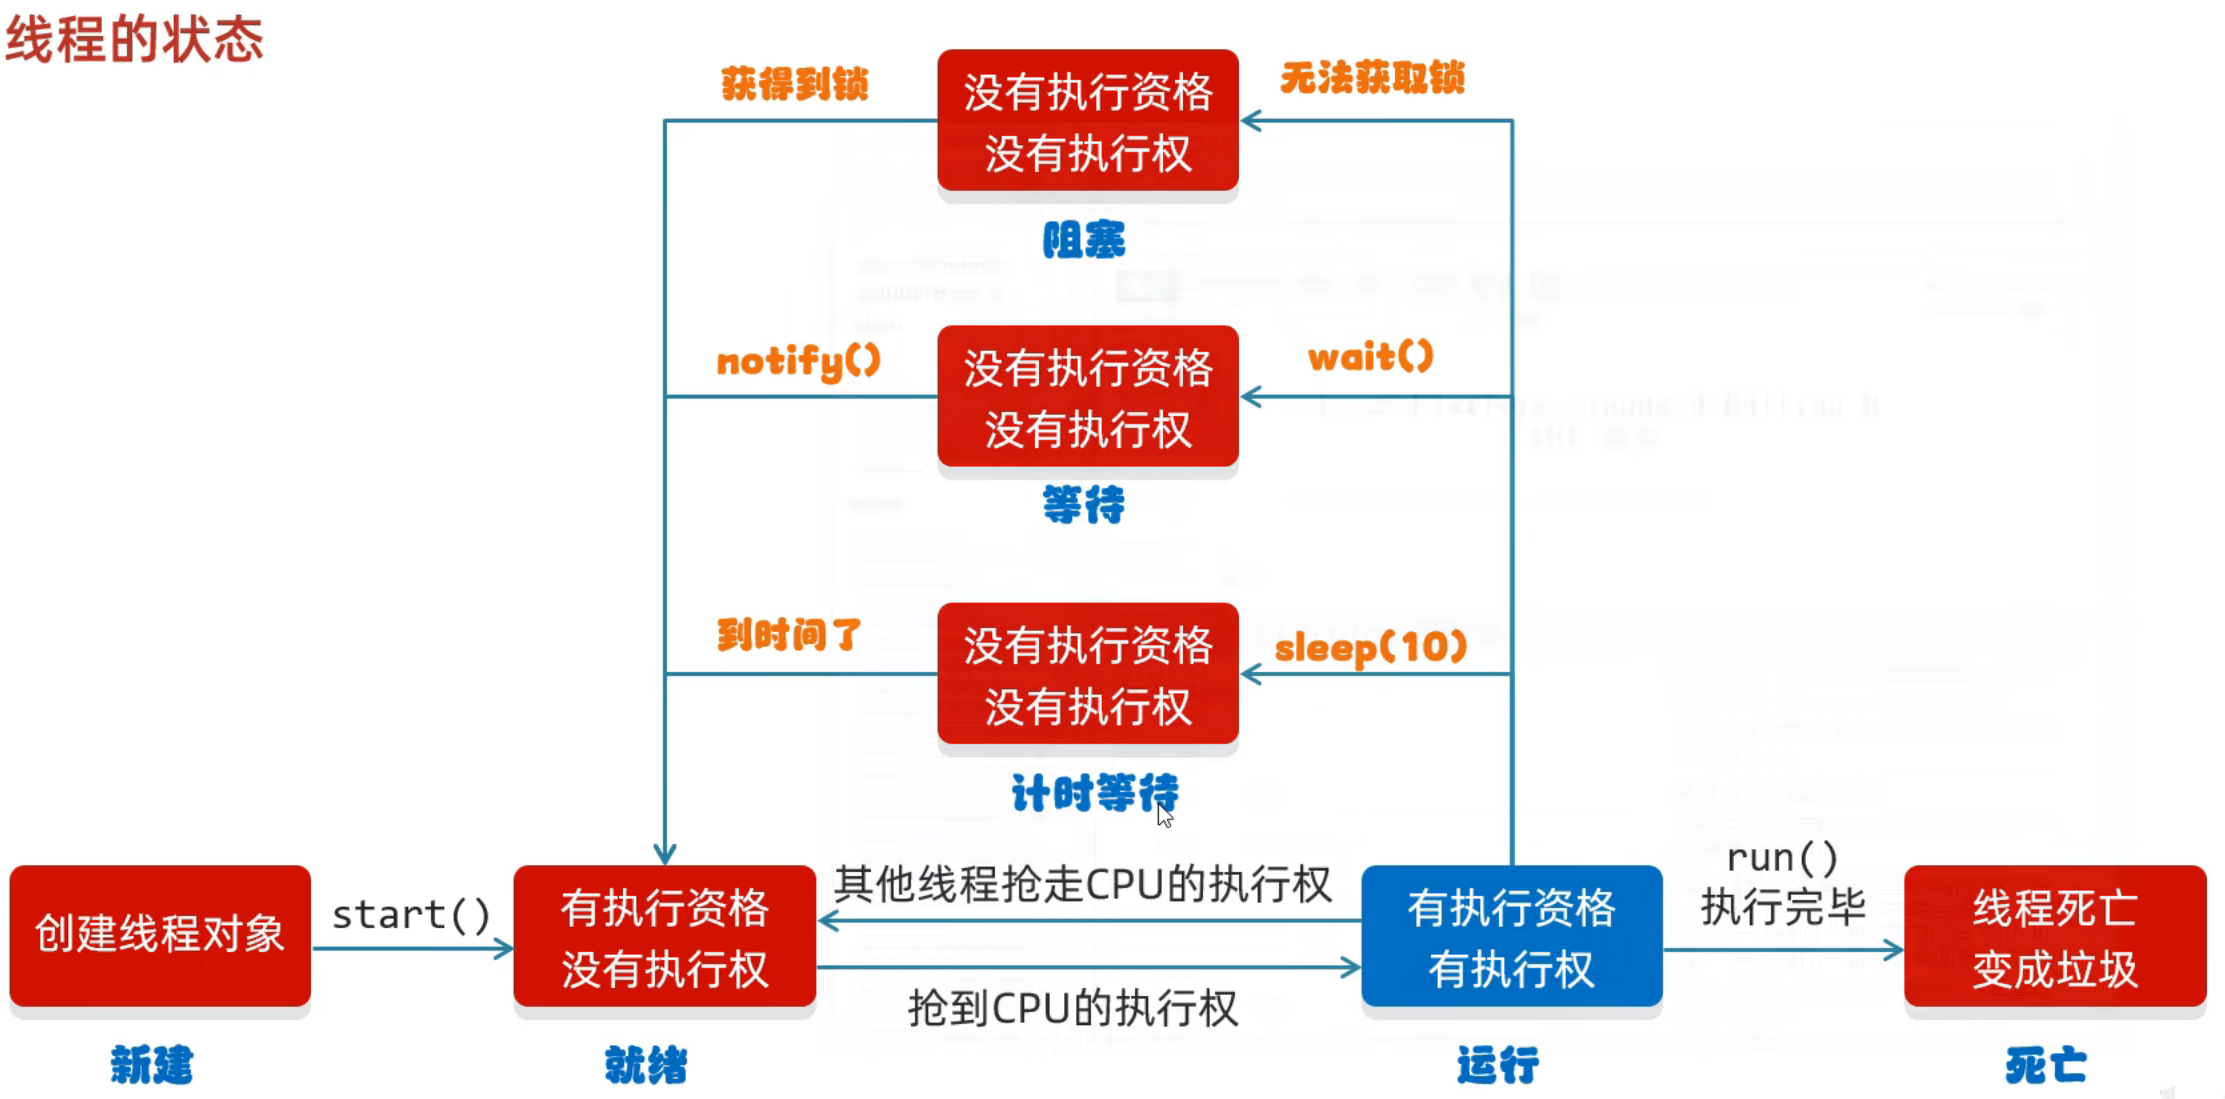 线程的状态
获得到锁
没有执行资格
没有执行权
无法获取锁
阻塞
notify()
没有执行资格
没有执行权
wait()
等待
到时间了
没有执行资格
没有执行权
sleep(10)
计时等待
创建线程对象
start()
有执行资格
没有执行权
其他线程抢走CPU的执行权
抢到CPU的执行权
有执行资格
有执行权
run()
执行完毕
线程死亡
变成垃圾
新建
就绪
运行
死亡